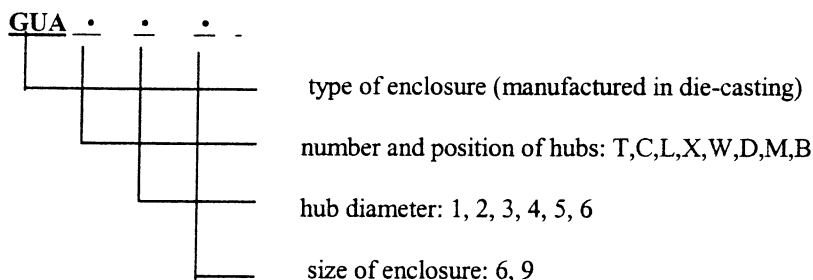 GUA . . . -
type of enclosure (manufactured in die-casting)
number and position of hubs: T,C,L,X,W,D,M,B
hub diameter: 1, 2, 3, 4, 5, 6
size of enclosure: 6, 9